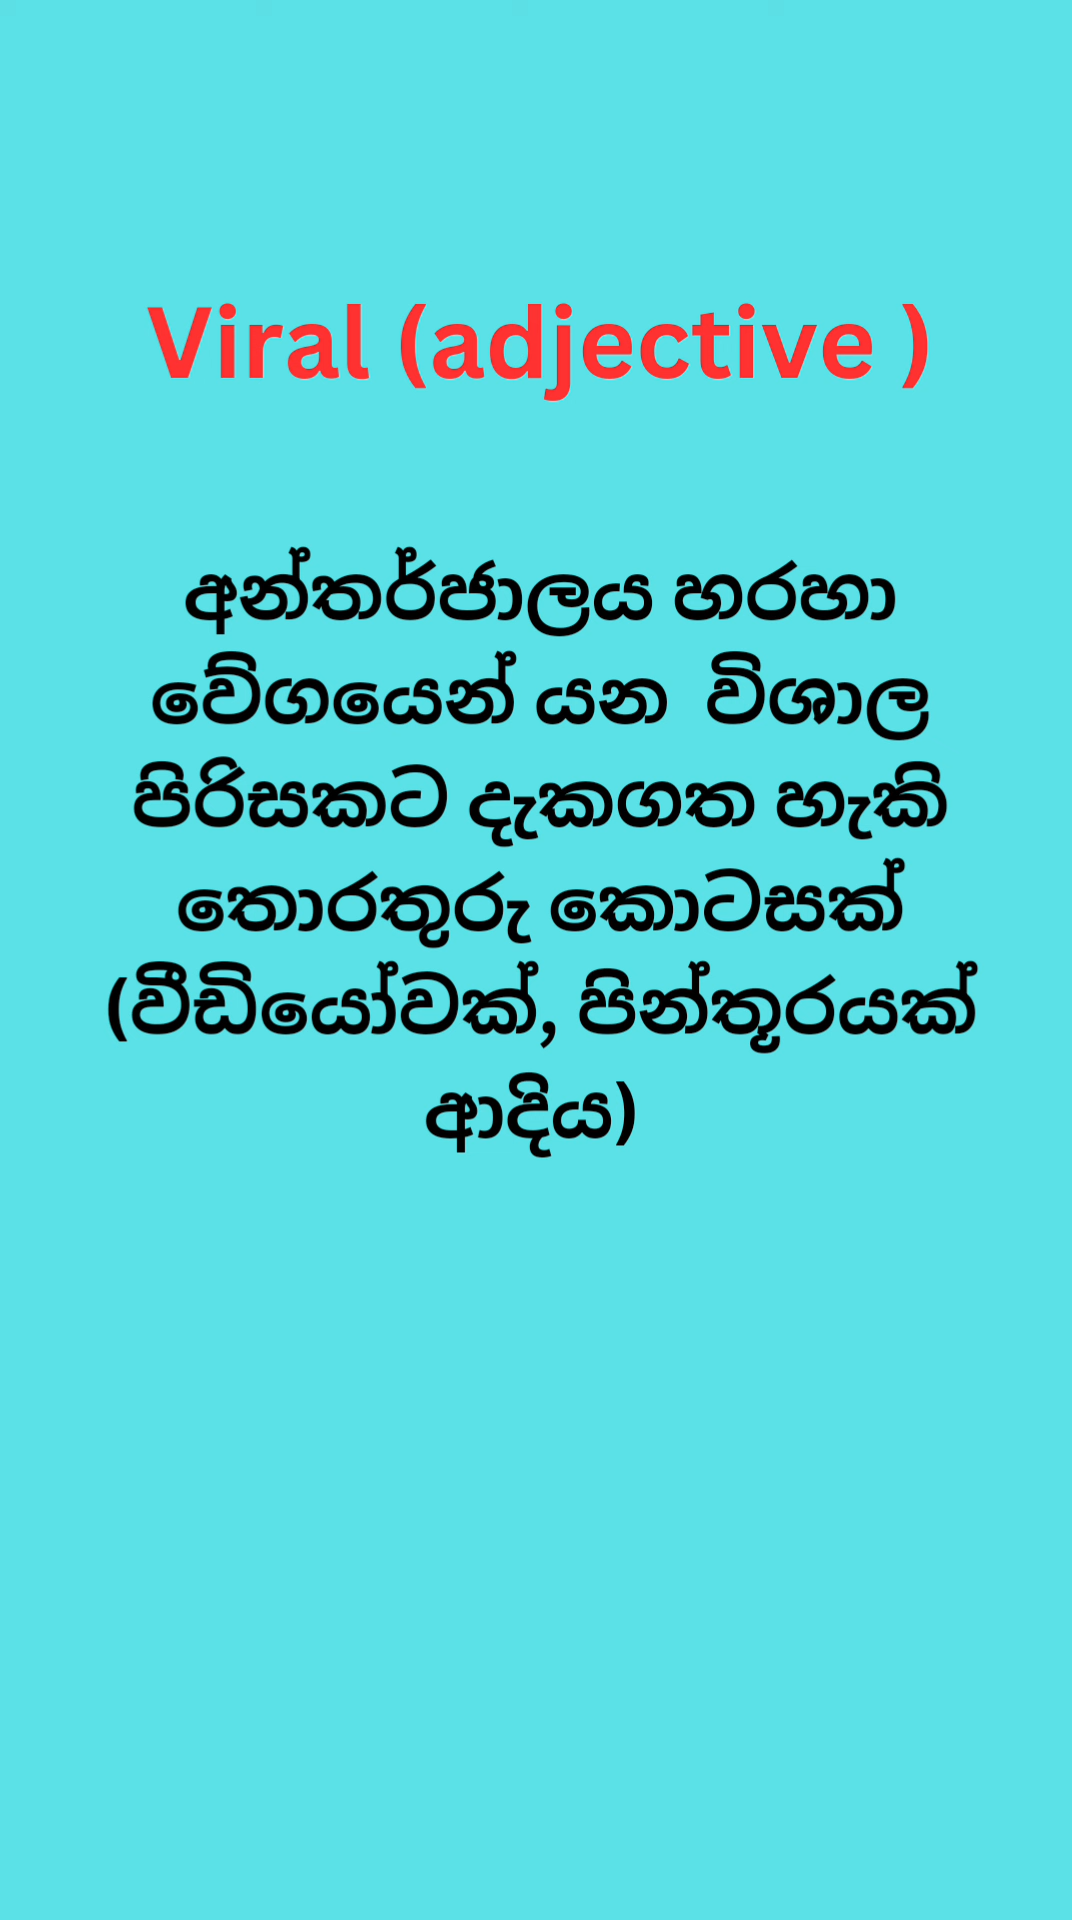 Viral (adjective )
අන්තර්ජාලය හරහා
වේගයෙන් යන  විශාල
පිරිසකට දැකගත හැකි
තොරතුරු කොටසක්
(වීඩියෝවක්, පින්තූරයක්
ආදිය)